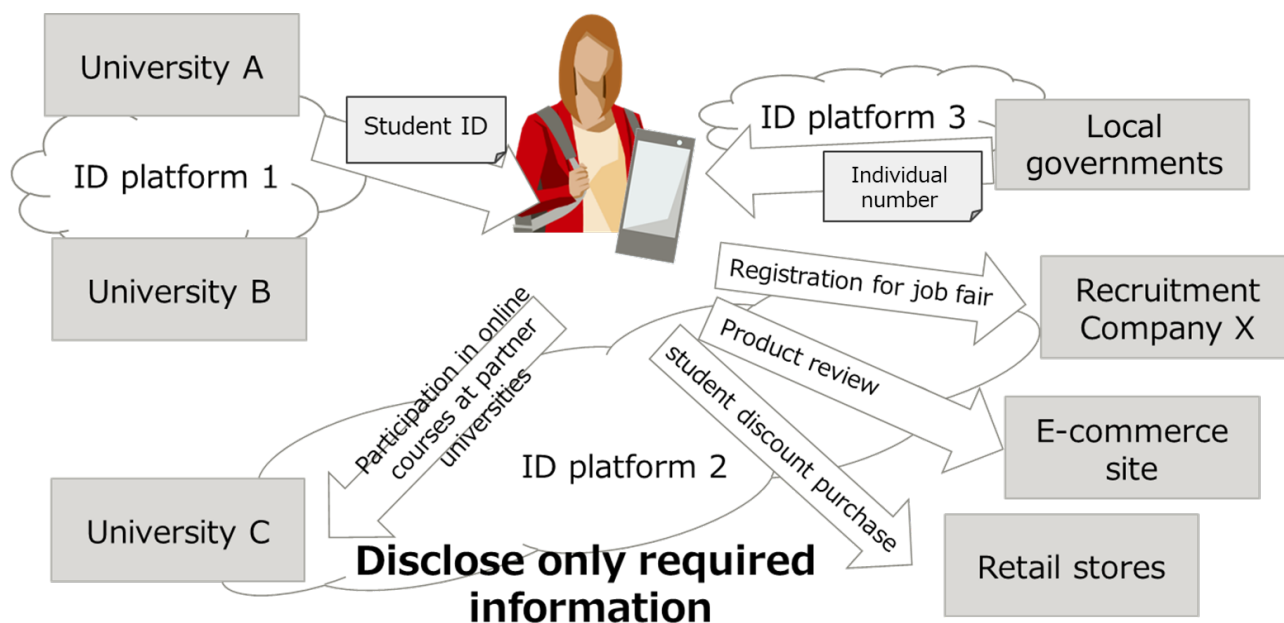 University A
Student ID
ID platform 1
University B
ID platform 3
Local
governments
Individual
number
Registration for job fair
Recruitment
Company X
Product review
E-commerce
site
student discount purchase
Retail stores
Participation in online
courses at partner
universities
ID platform 2
University C
Disclose only required
information